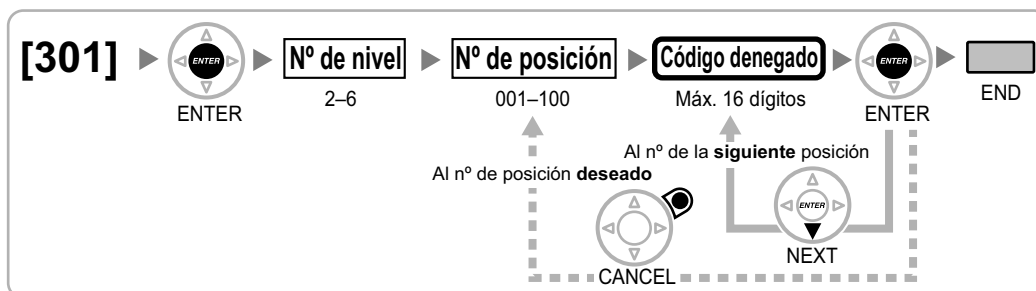 [301]
ENTER
ENTER
Nº de nivel
2–6
Nº de posición
001–100
Código denegado
Máx. 16 dígitos
ENTER
ENTER
END
Al nº de la siguiente posición
Al nº de posición deseado
ENTER
NEXT
CANCEL